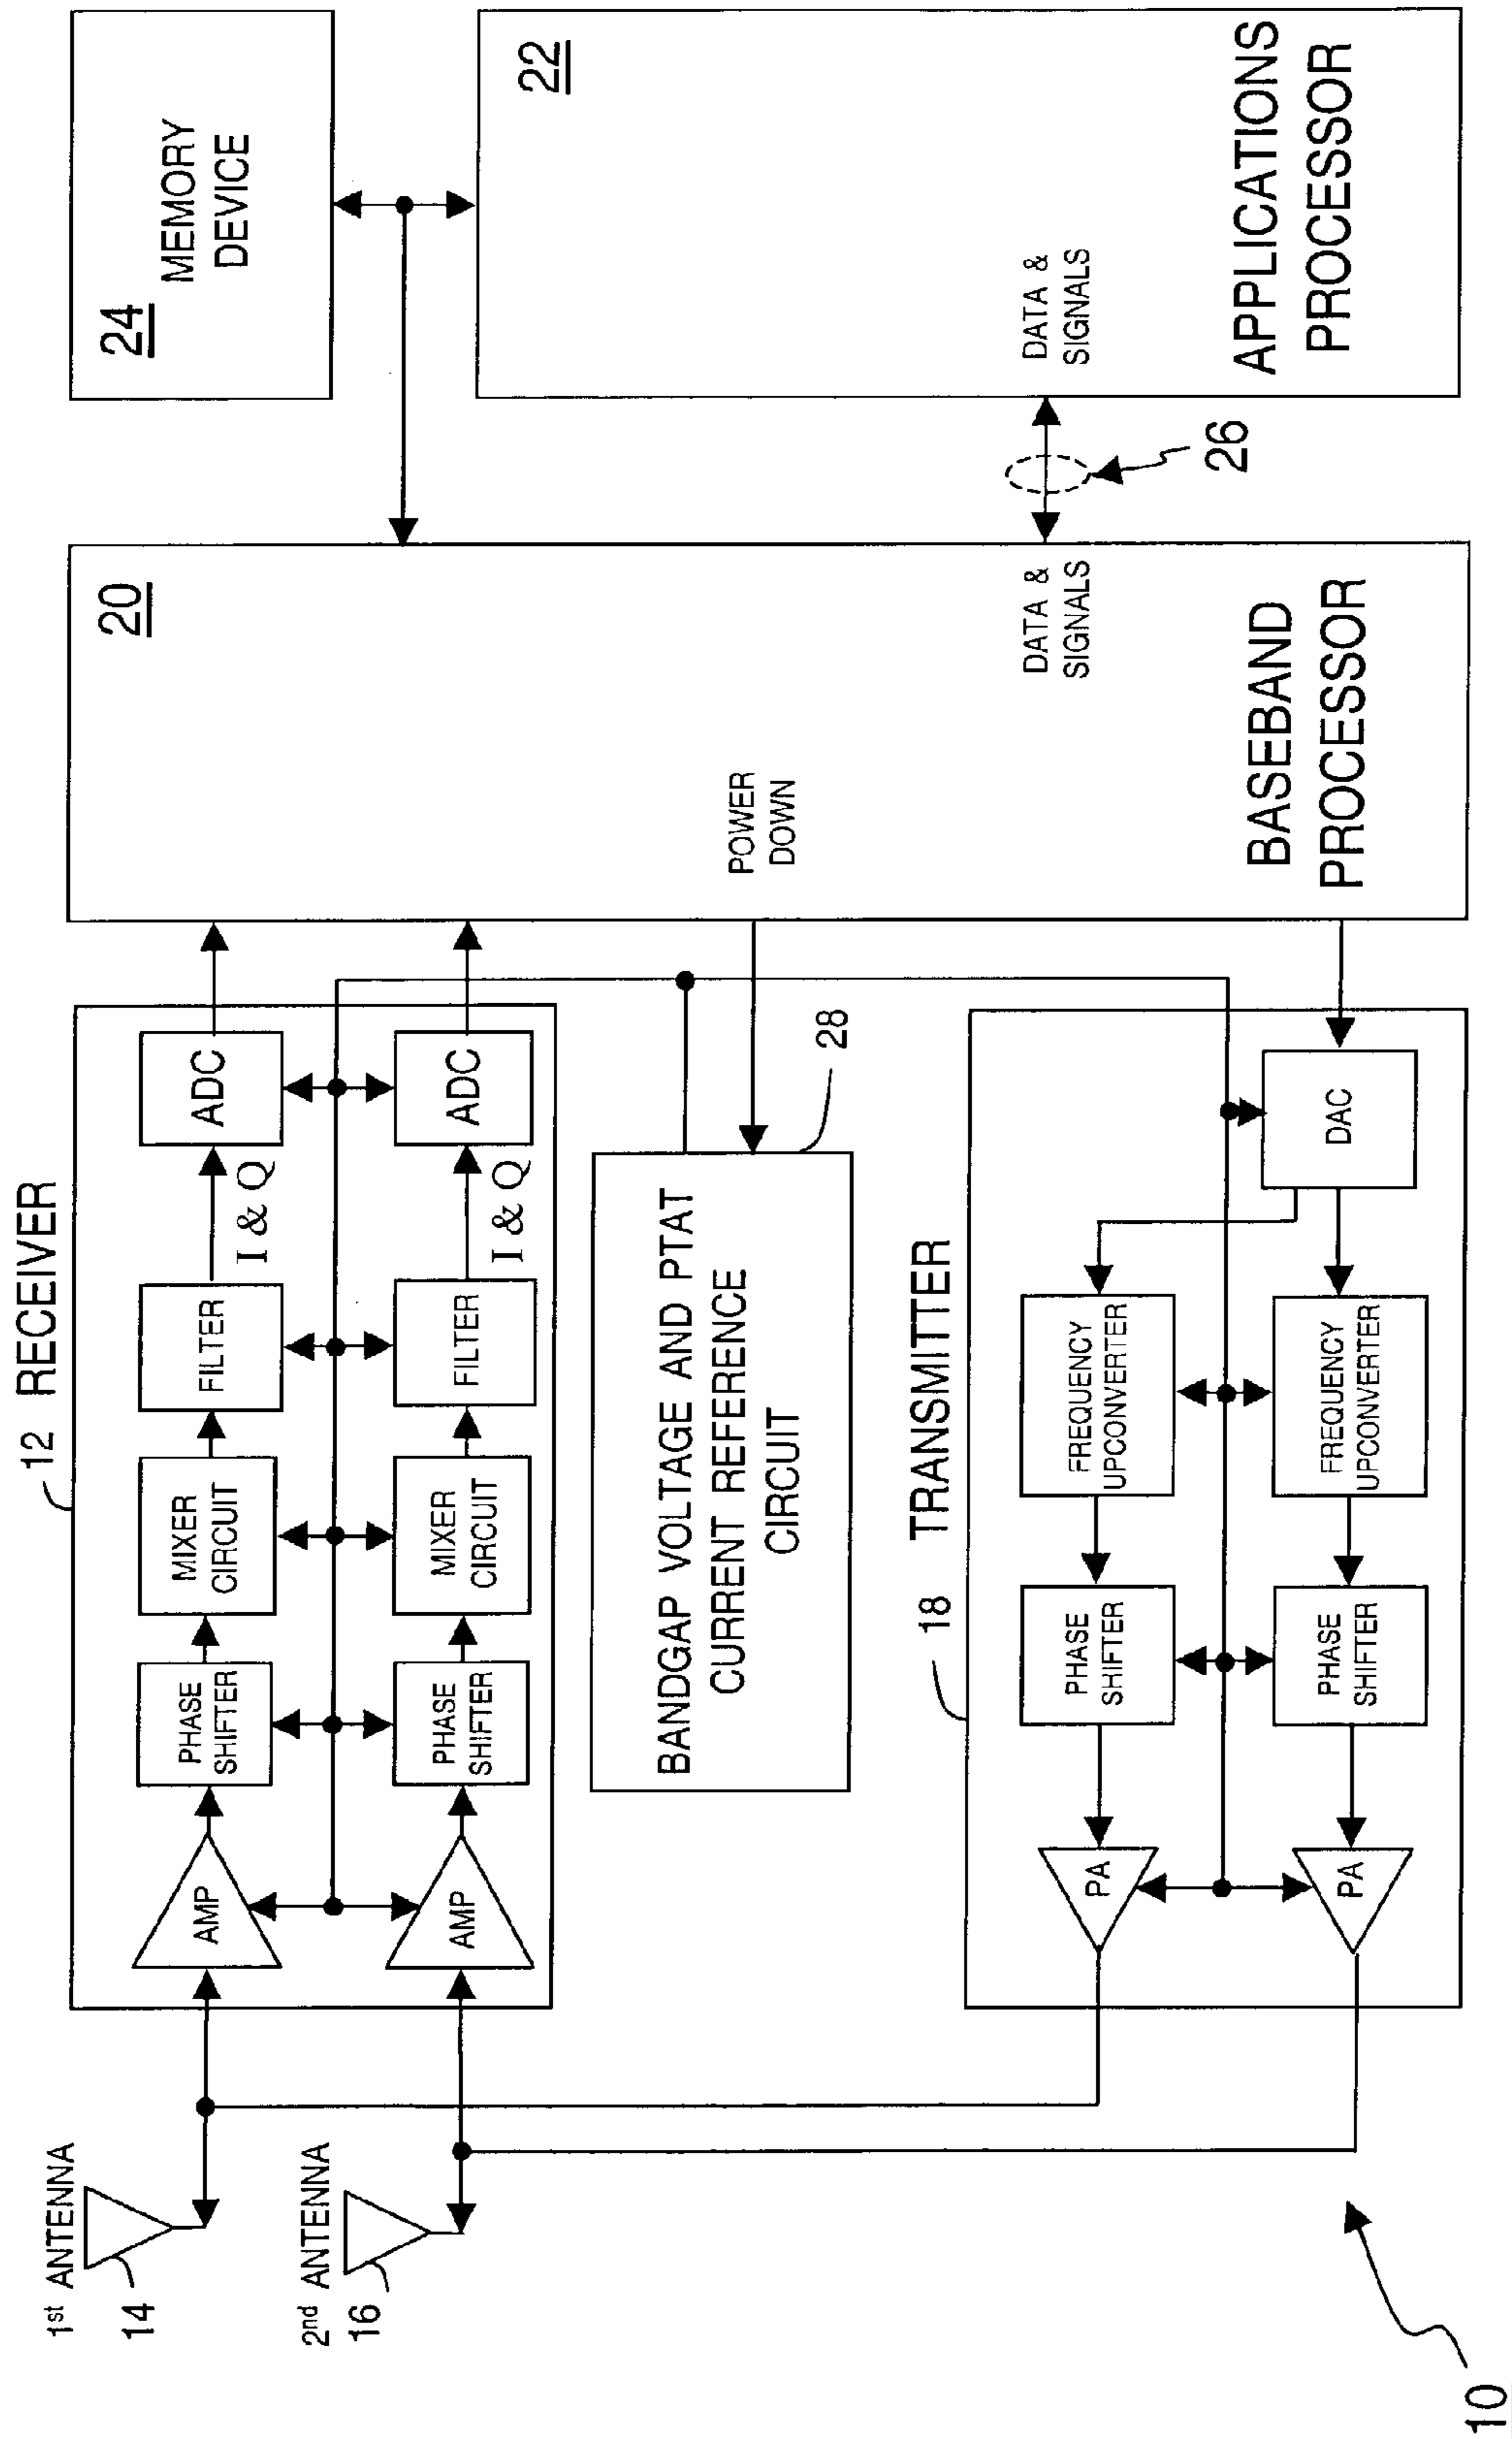 1st ANTENNA
14
2nd ANTENNA
16
10
12
RECEIVER
AMP
PHASE
SHIFTER
MIXER
CIRCUIT
FILTER
I & Q
ADC
AMP
PHASE
SHIFTER
MIXER
CIRCUIT
FILTER
I & Q
ADC
BANDGAP VOLTAGE AND PTAT
CURRENT REFERENCE
CIRCUIT
28
18
TRANSMITTER
PA
PHASE
SHIFTER
FREQUENCY
UPCONVERTER
DAC
PA
PHASE
SHIFTER
FREQUENCY
UPCONVERTER
20
POWER
DOWN
DATA &
SIGNALS
BASEBAND
PROCESSOR
26
24
MEMORY
DEVICE
22
DATA &
SIGNALS
APPLICATIONS
PROCESSOR